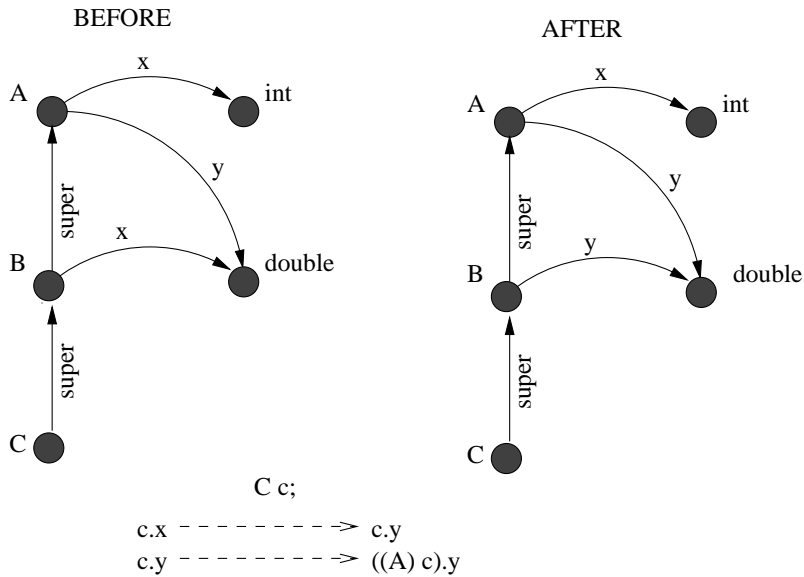 BEFORE
x
A
int
y
super
x
B
double
super
C
AFTER
x
A
int
y
super
y
B
double
super
C
C c;
c.x c.y
c.y ((A) c).y